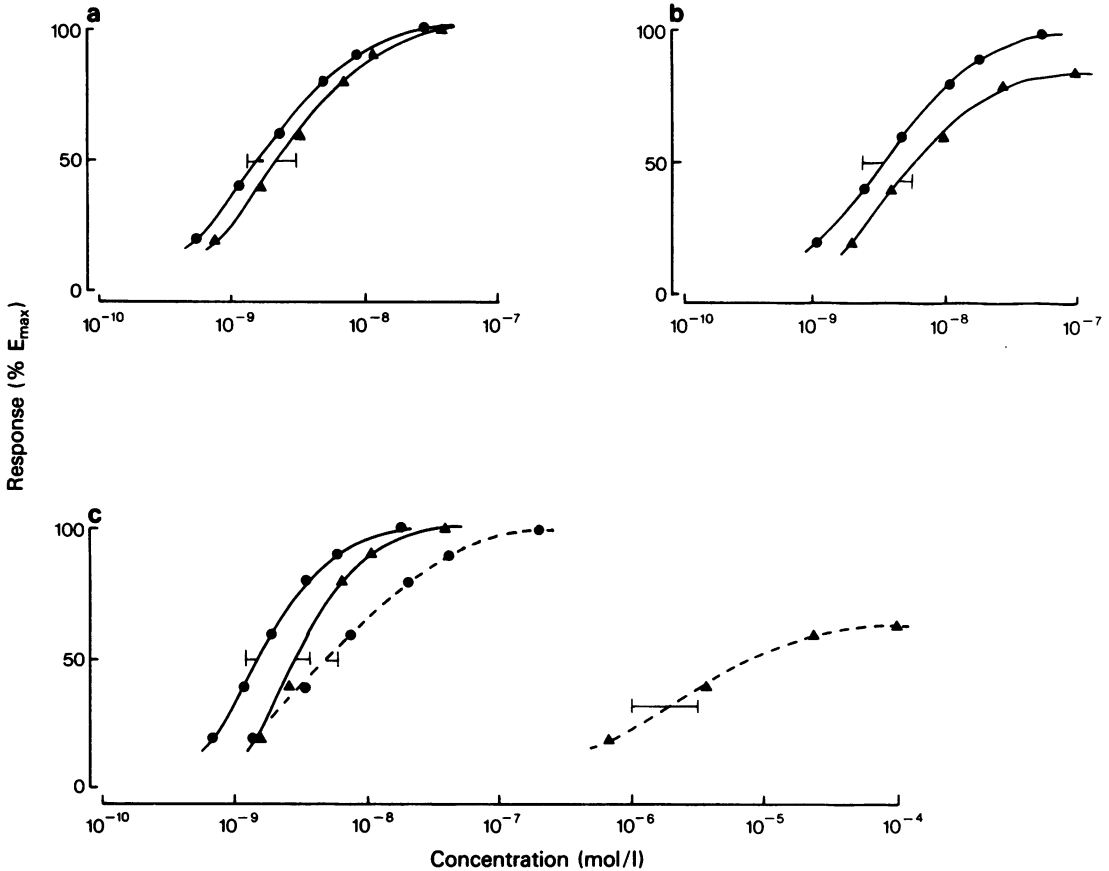 a
100
50
0
10⁻¹⁰ 10⁻⁹ 10⁻⁸ 10⁻⁷
b
100
50
0
10⁻¹⁰ 10⁻⁹ 10⁻⁸ 10⁻⁷
Response (% Emax)
c
100
50
0
10⁻¹⁰ 10⁻⁹ 10⁻⁸ 10⁻⁷ 10⁻⁶ 10⁻⁵ 10⁻⁴
Concentration (mol/l)